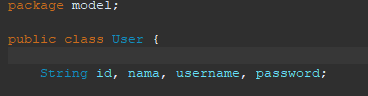 package model;
public class User {
String id, nama, username, password;